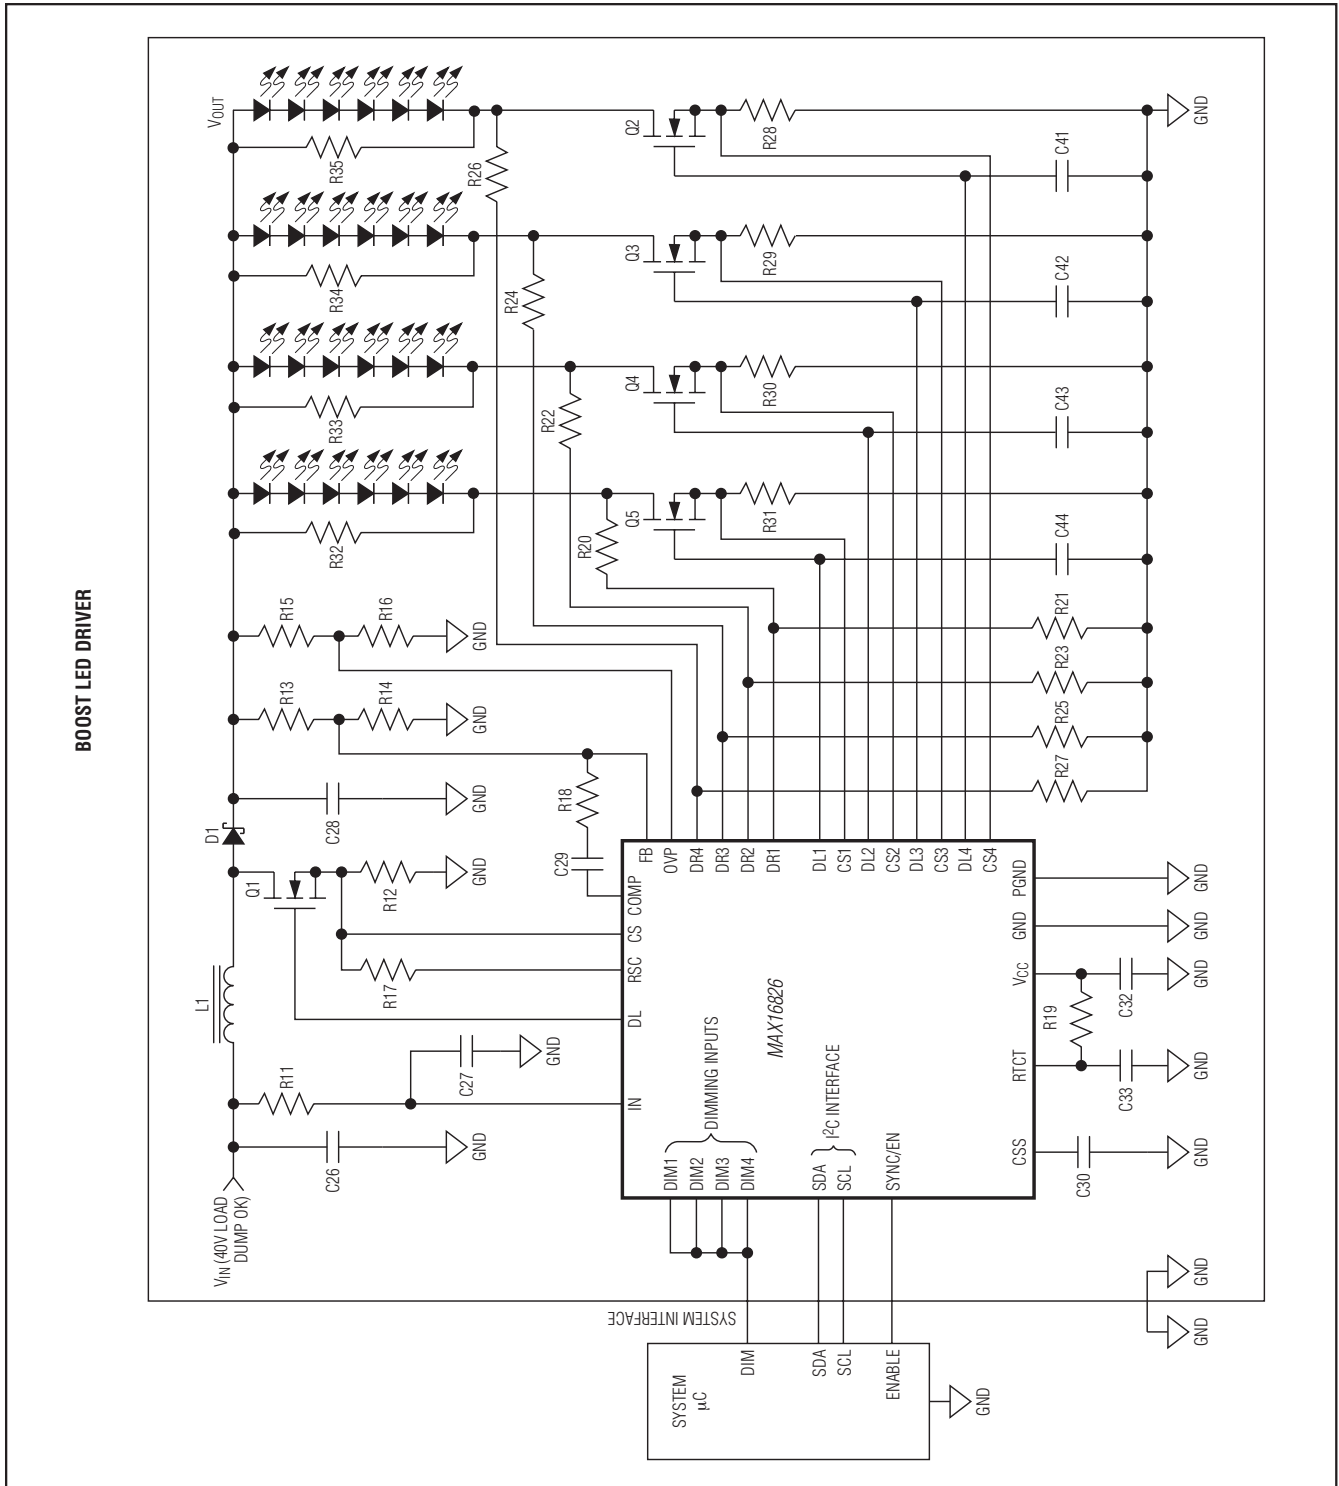 BOOST LED DRIVER
VIN (40V LOAD
DUMP OK)
L1
D1
VOUT
C26
GND
R11
C27
GND
Q1
R12
GND
R17
C28
GND
R13
R14
GND
R15
R16
GND
R32
R33
R34
R35
R18
C29
R20
R22
R24
R26
Q5
Q4
Q3
Q2
R31
R30
R29
R28
C44
C43
C42
C41
GND
R21
R23
R25
R27
IN
DL
RSC
CS
COMP
FB
OVP
DR4
DR3
DR2
DR1
DL1
CS1
DL2
CS2
DL3
CS3
DL4
CS4
MAX16826
DIM1
DIM2
DIM3
DIM4
DIMMING INPUTS
SDA
SCL
I2C INTERFACE
SYNC/EN
CSS
RTCT
VCC
GND
PGND
C30
GND
C33
GND
R19
C32
GND
GND
GND
SYSTEM INTERFACE
SYSTEM
µC
DIM
SDA
SCL
ENABLE
GND
GND
GND